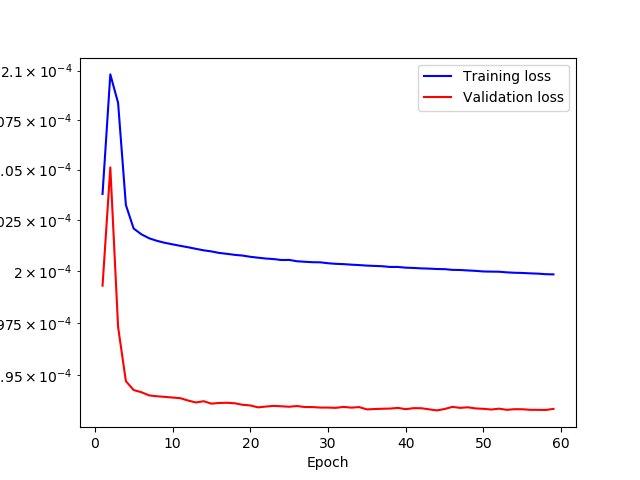 2.1 × 10⁻⁴
075 × 10⁻⁴
.05 × 10⁻⁴
025 × 10⁻⁴
2 × 10⁻⁴
975 × 10⁻⁴
.95 × 10⁻⁴
Training loss
Validation loss
0 10 20 30 40 50 60
Epoch